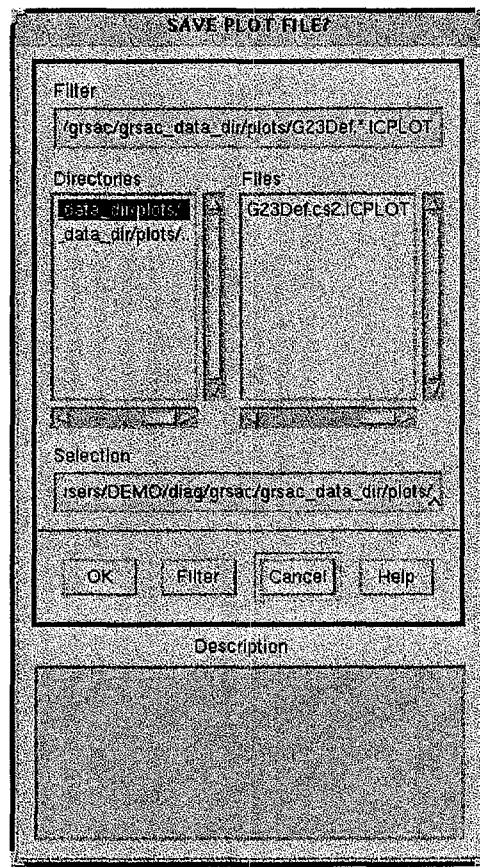 SAVE PLOT FILE?
Filter
/grsac/grsac_data_dir/plots/G23Def.*.ICPLOT
Directories Files
_data_dir/plots/. G23Def.cs2.ICPLOT
_data_dir/plots/..
Selection
isers/DEMO/diag/grsac/grsac_data_dir/plots/
OK Filter Cancel Help
Description